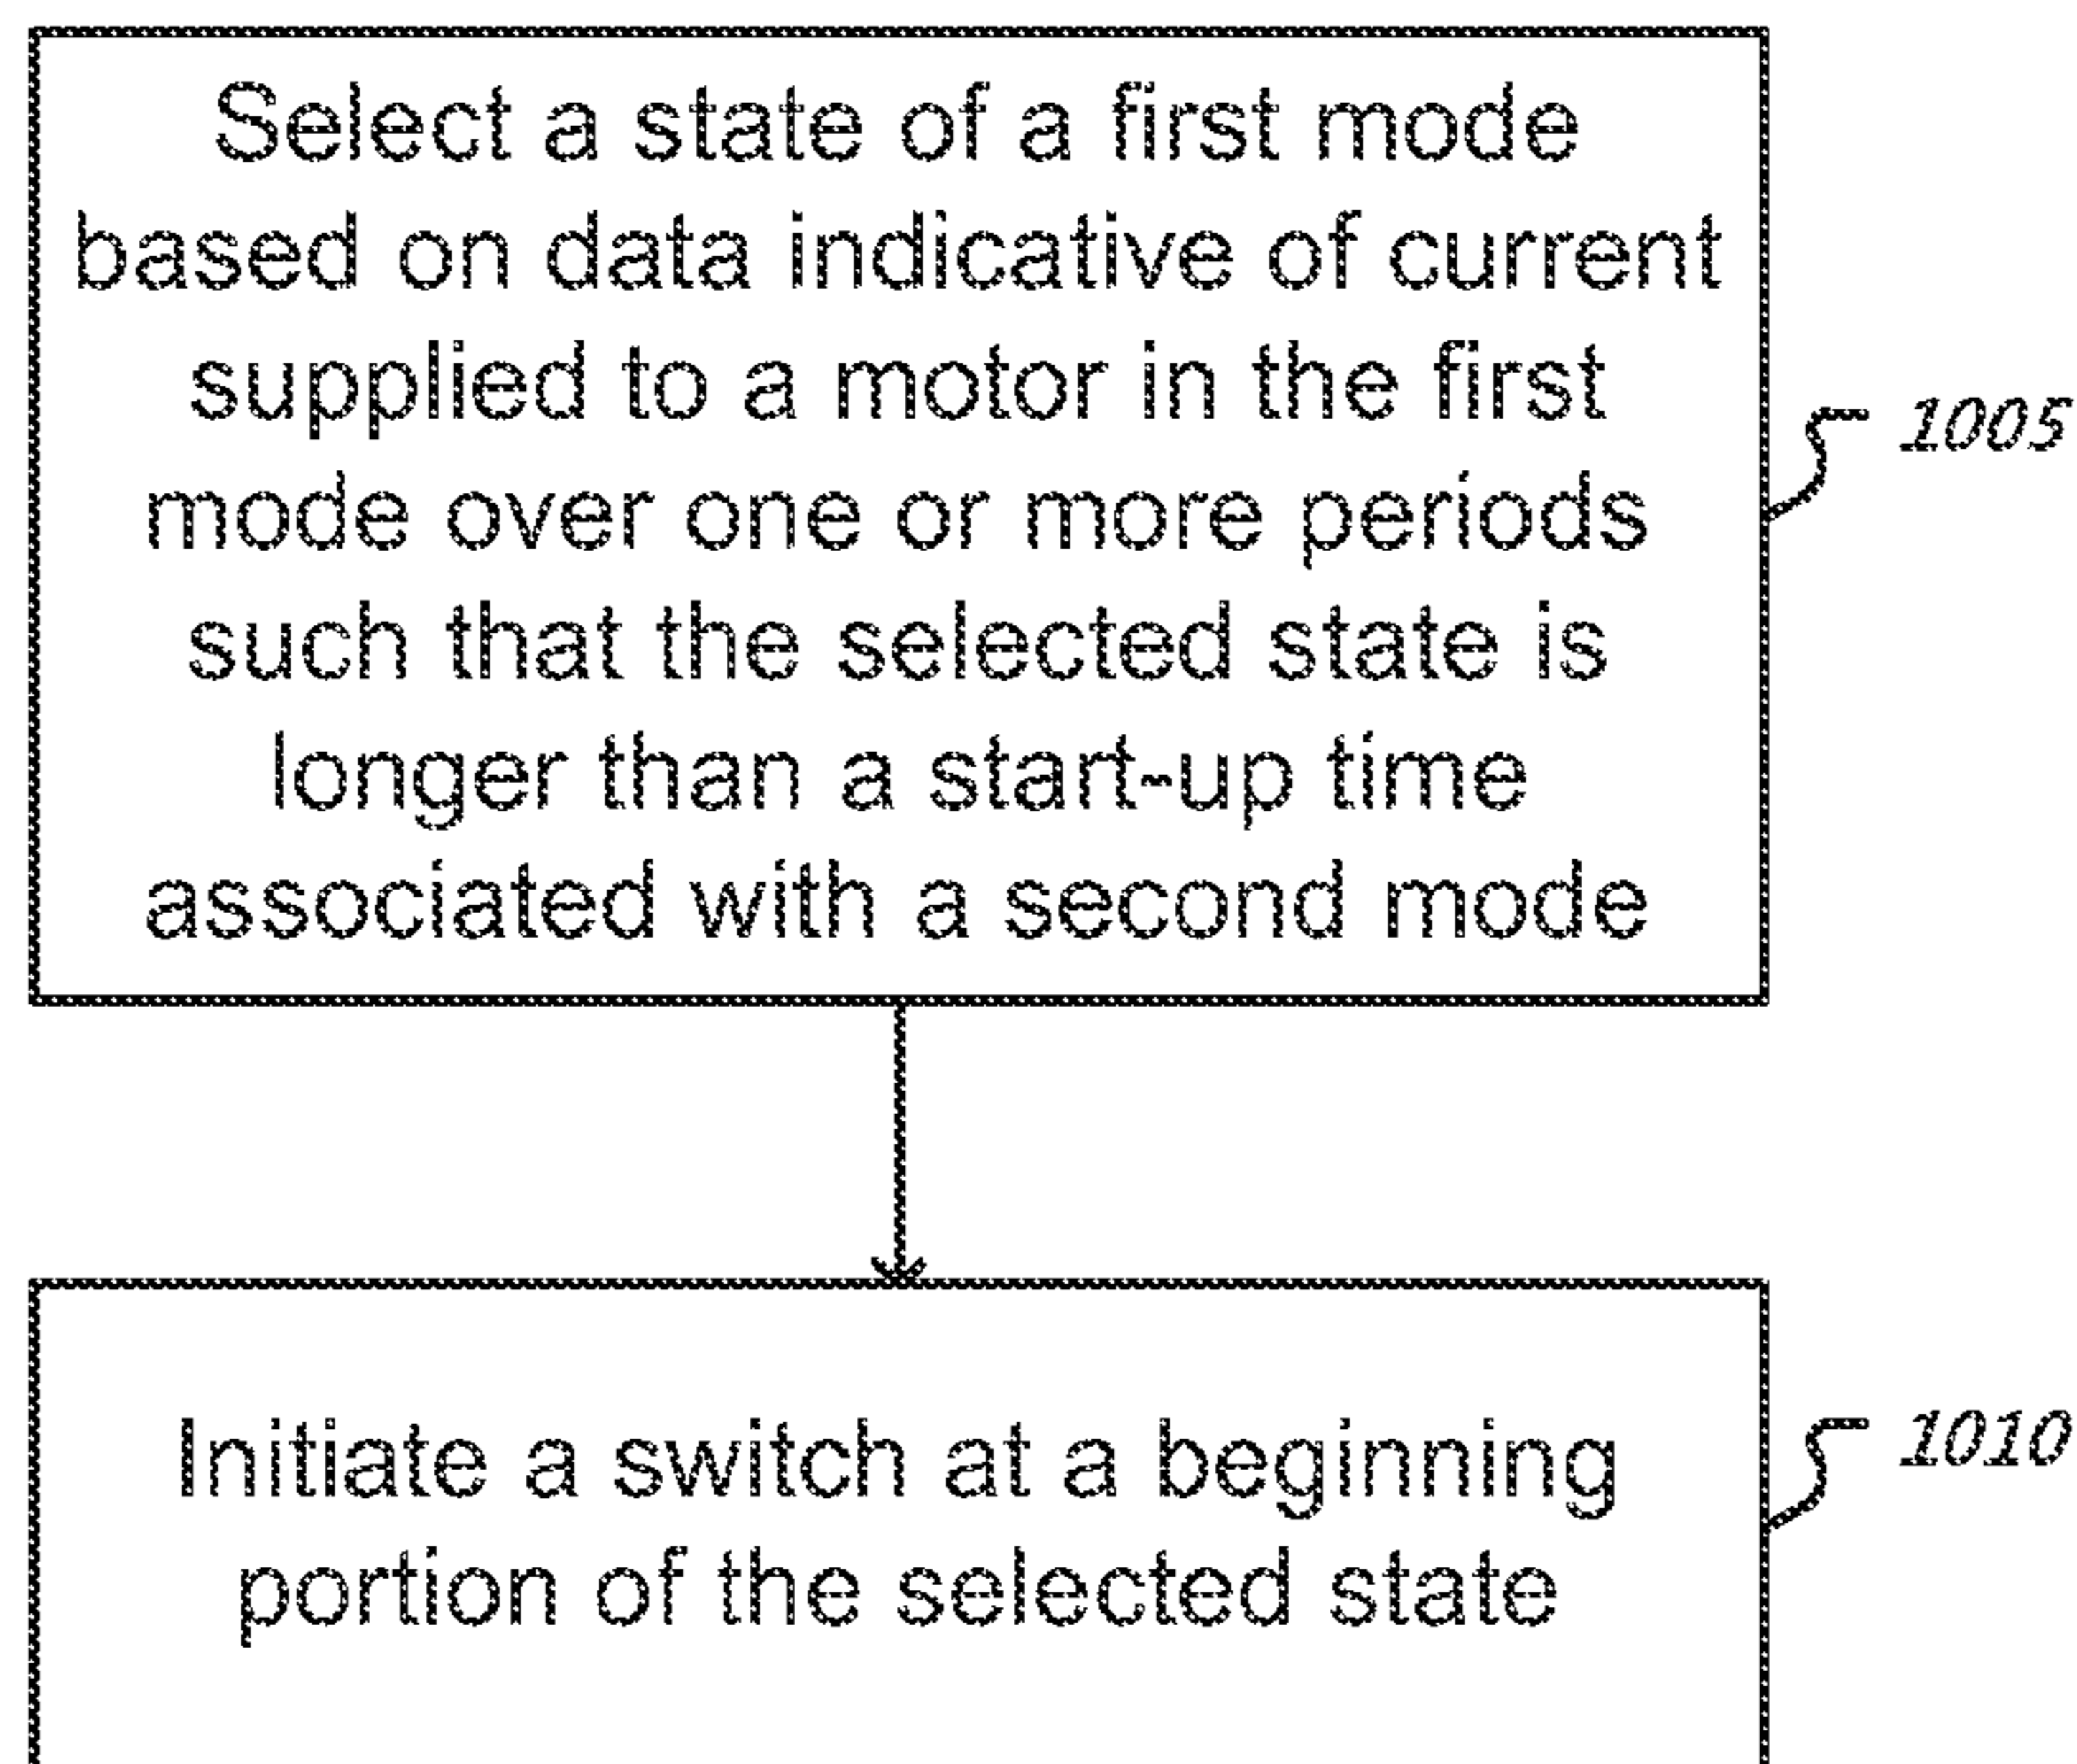 Select a state of a first mode
based on data indicative of current
supplied to a motor in the first
mode over one or more periods
such that the selected state is
longer than a start-up time
associated with a second mode
1005
Initiate a switch at a beginning
portion of the selected state
1010